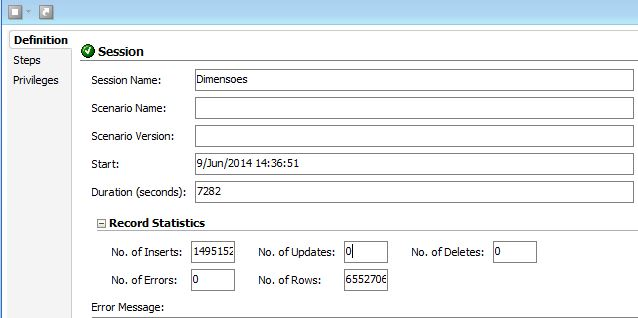 Definition
Steps
Privileges
Session
Session Name: Dimensoes
Scenario Name:
Scenario Version:
Start: 9/Jun/2014 14:36:51
Duration (seconds): 7282
Record Statistics
No. of Inserts: 1495152 No. of Updates: 0 No. of Deletes: 0
No. of Errors: 0 No. of Rows: 6552706
Error Message: